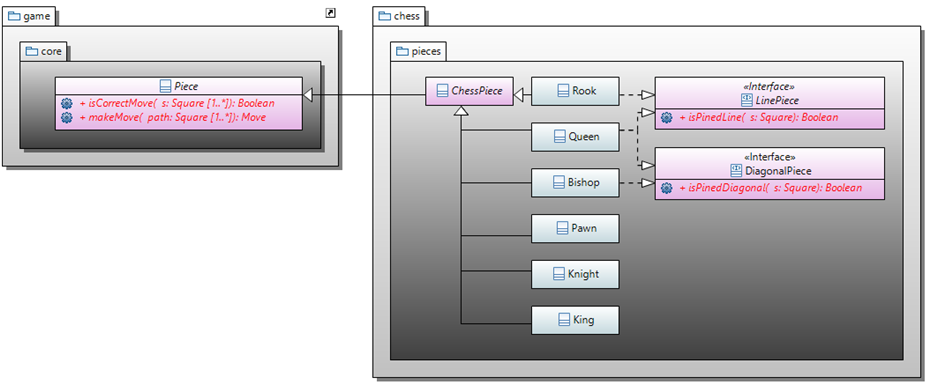 game
core
Piece
+ isCorrectMove( s: Square [1..*]): Boolean
+ makeMove( path: Square [1..*]): Move
chess
pieces
ChessPiece
Rook
Queen
Bishop
Pawn
Knight
King
«Interface»
LinePiece
+ isPinedLine( s: Square): Boolean
«Interface»
DiagonalPiece
+ isPinedDiagonal( s: Square): Boolean